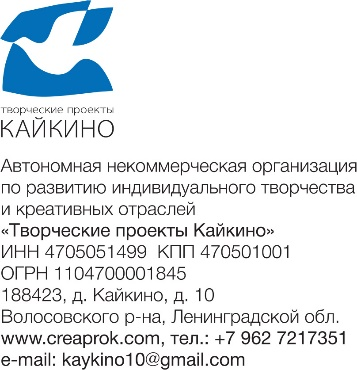 творческие проекты
КАЙКИНО
Автономная некоммерческая организация
по развитию индивидуального творчества
и креативных отраслей
«Творческие проекты Кайкино»
ИНН 4705051499 КПП 470501001
ОГРН 1104700001845
188423, д. Кайкино, д. 10
Волосовского р-на, Ленинградской обл.
www.creaprok.com, тел.: +7 962 7217351
e-mail: kaykino10@gmail.com